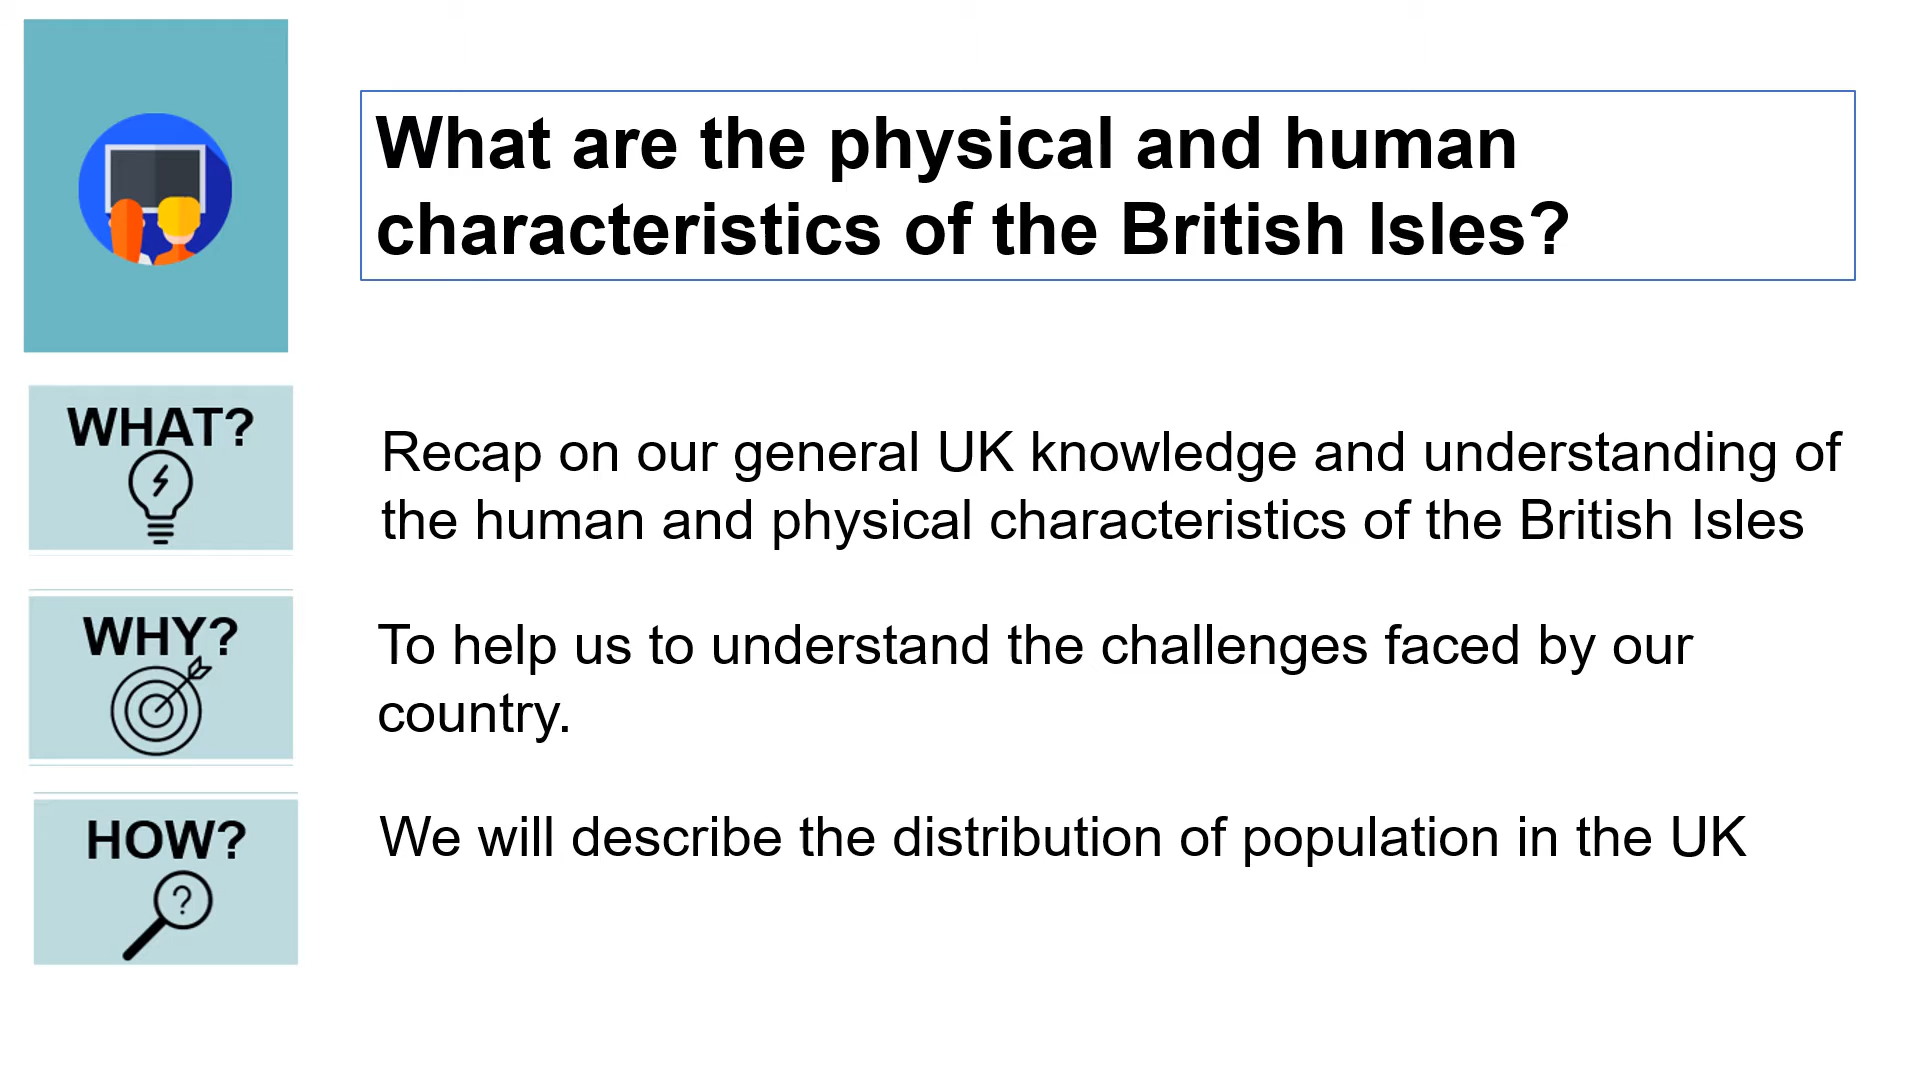 What are the physical and human
characteristics of the British Isles?
WHAT?
Recap on our general UK knowledge and understanding of
the human and physical characteristics of the British Isles
WHY?
To help us to understand the challenges faced by our
country.
HOW?
?
We will describe the distribution of population in the UK